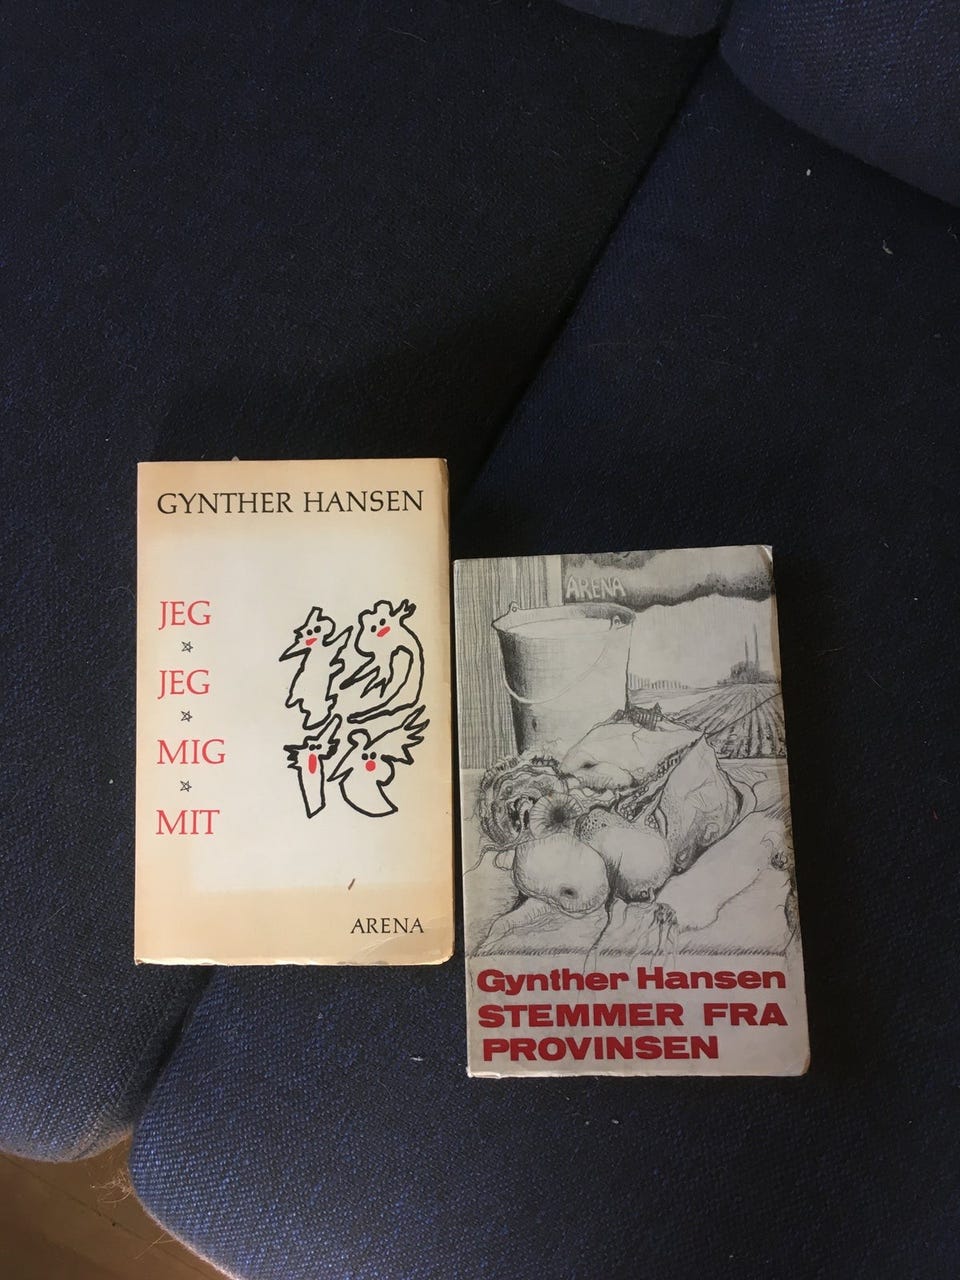 GYNTHER HANSEN
JEG
JEG
MIG
MIT
ARENA
ARENA
Gynther Hansen
STEMMER FRA
PROVINSEN